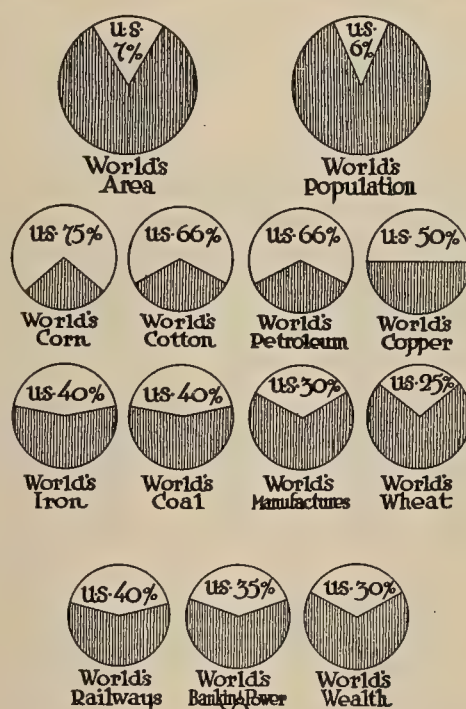 U.S.
7%
World's
Area
U.S.
6%
World's
Population
U.S. 75%
World's
Corn
U.S. 66%
World's
Cotton
U.S. 66%
World's
Petroleum
U.S. 50%
World's
Copper
U.S. 40%
World's
Iron
U.S. 40%
World's
Coal
U.S. 30%
World's
Manufactures
U.S. 25%
World's
Wheat
U.S. 40%
World's
Railways
U.S. 35%
World's
Banking Power
U.S. 30%
World's
Wealth